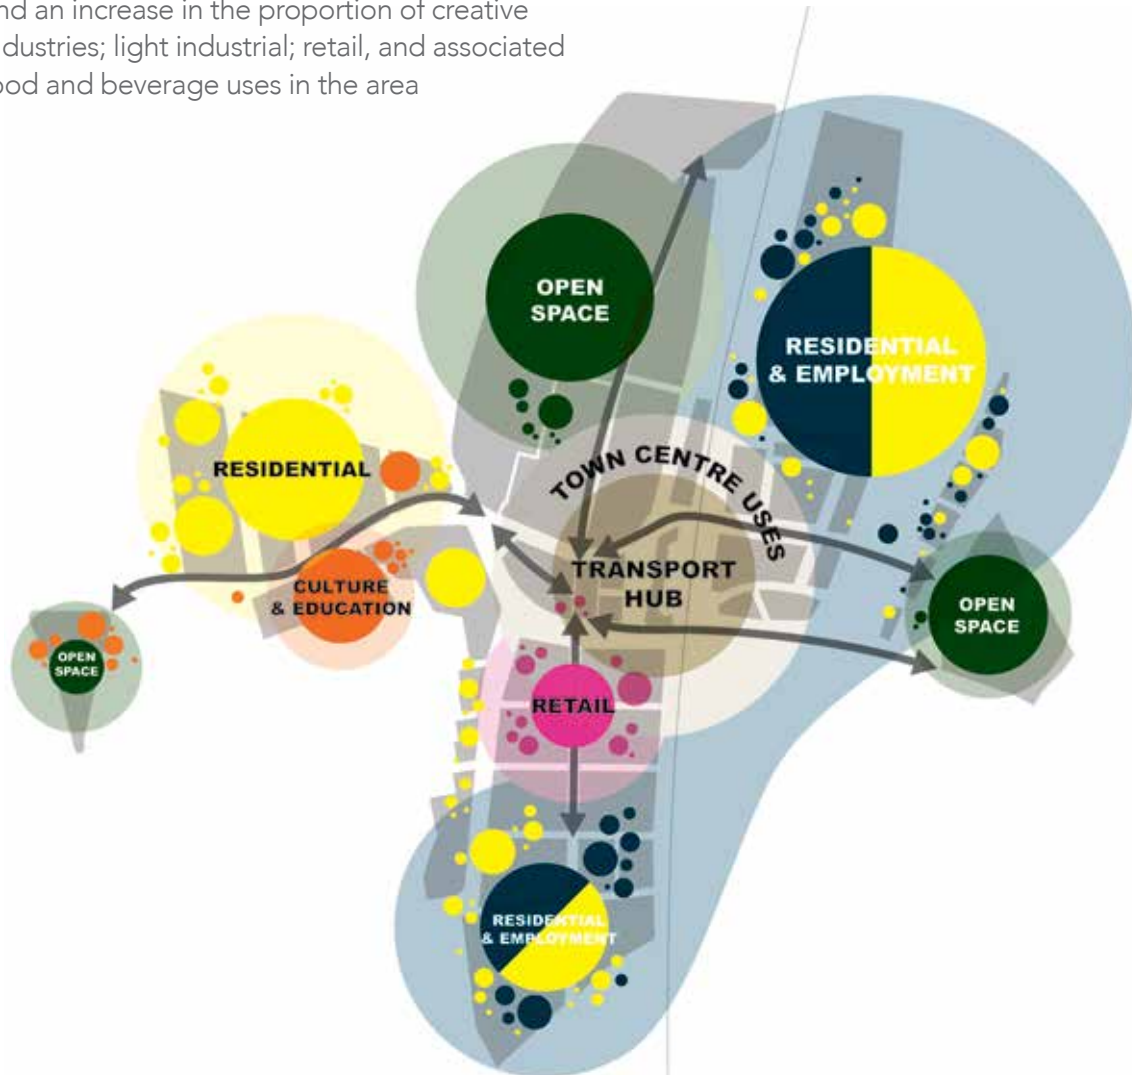 nd an increase in the proportion of creative
dustries; light industrial; retail, and associated
ood and beverage uses in the area
OPEN
SPACE
RESIDENTIAL
& EMPLOYMENT
TOWN CENTRE USES
RESIDENTIAL
TRANSPORT
HUB
CULTURE
& EDUCATION
OPEN
SPACE
OPEN
SPACE
RETAIL
RESIDENTIAL
& EMPLOYMENT